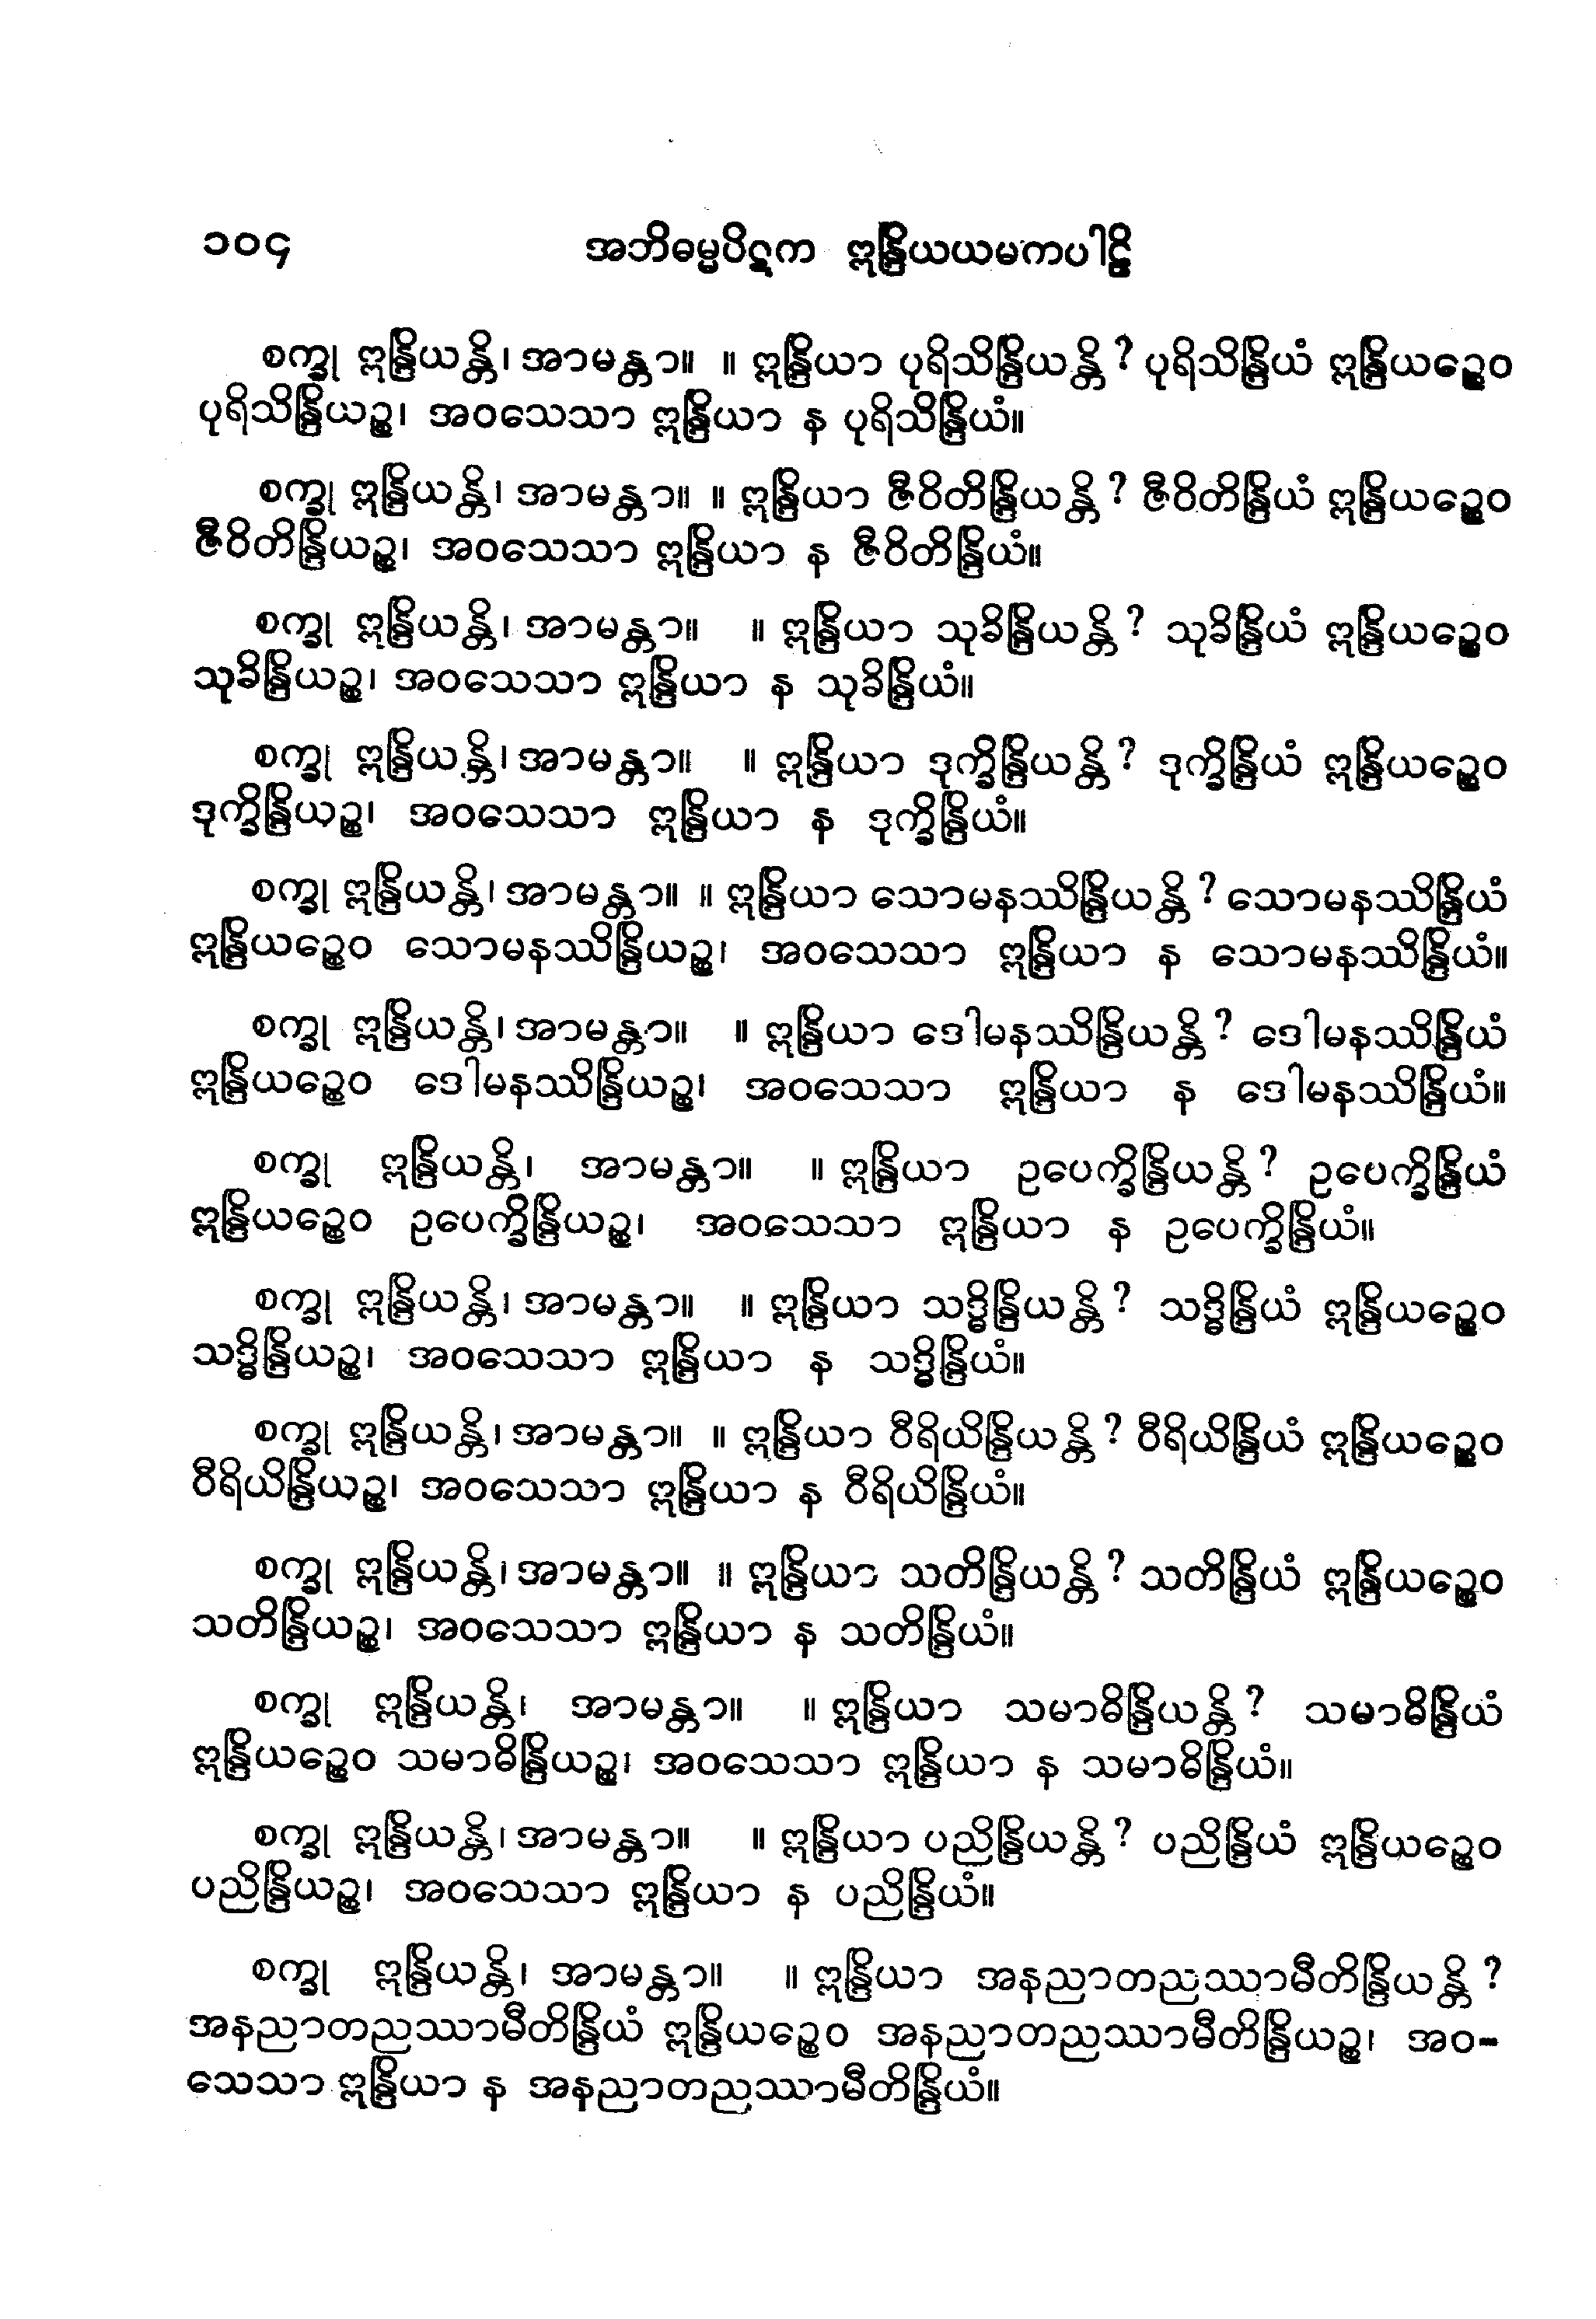 ၁၀၄ အဘိဓမ္မပိဋက ဣန္ဒြိယယမကပါဠိ
စက္ခု ဣန္ဒြိယန္တိ၊ အာမန္တာ။ ။ ဣန္ဒြိယာ ပုရိသိန္ဒြိယန္တိ ? ပုရိသိန္ဒြိယံ ဣန္ဒြိယဉ္စေဝ
ပုရိသိန္ဒြိယဉ္စ၊ အဝသေသာ ဣန္ဒြိယာ န ပုရိသိန္ဒြိယံ။
စက္ခု ဣန္ဒြိယန္တိ၊ အာမန္တာ။ ။ ဣန္ဒြိယာ ဇီဝိတိန္ဒြိယန္တိ ? ဇီဝိတိန္ဒြိယံ ဣန္ဒြိယဉ္စေဝ
ဇီဝိတိန္ဒြိယဉ္စ၊ အဝသေသာ ဣန္ဒြိယာ န ဇီဝိတိန္ဒြိယံ။
စက္ခု ဣန္ဒြိယန္တိ၊ အာမန္တာ။ ။ ဣန္ဒြိယာ သုခိန္ဒြိယန္တိ ? သုခိန္ဒြိယံ ဣန္ဒြိယဉ္စေဝ
သုခိန္ဒြိယဉ္စ၊ အဝသေသာ ဣန္ဒြိယာ န သုခိန္ဒြိယံ။
စက္ခု ဣန္ဒြိယန္တိ၊ အာမန္တာ။ ။ ဣန္ဒြိယာ ဒုက္ခိန္ဒြိယန္တိ ? ဒုက္ခိန္ဒြိယံ ဣန္ဒြိယဉ္စေဝ
ဒုက္ခိန္ဒြိယဉ္စ၊ အဝသေသာ ဣန္ဒြိယာ န ဒုက္ခိန္ဒြိယံ။
စက္ခု ဣန္ဒြိယန္တိ၊ အာမန္တာ။ ။ ဣန္ဒြိယာ သောမနဿိန္ဒြိယန္တိ ? သောမနဿိန္ဒြိယံ
ဣန္ဒြိယဉ္စေဝ သောမနဿိန္ဒြိယဉ္စ၊ အဝသေသာ ဣန္ဒြိယာ န သောမနဿိန္ဒြိယံ။
စက္ခု ဣန္ဒြိယန္တိ၊ အာမန္တာ။ ။ ဣန္ဒြိယာ ဒေါမနဿိန္ဒြိယန္တိ ? ဒေါမနဿိန္ဒြိယံ
ဣန္ဒြိယဉ္စေဝ ဒေါမနဿိန္ဒြိယဉ္စ၊ အဝသေသာ ဣန္ဒြိယာ န ဒေါမနဿိန္ဒြိယံ။
စက္ခု ဣန္ဒြိယန္တိ၊ အာမန္တာ။ ။ ဣန္ဒြိယာ ဥပေက္ခိန္ဒြိယန္တိ ? ဥပေက္ခိန္ဒြိယံ
ဣန္ဒြိယဉ္စေဝ ဥပေက္ခိန္ဒြိယဉ္စ၊ အဝသေသာ ဣန္ဒြိယာ န ဥပေက္ခိန္ဒြိယံ။
စက္ခု ဣန္ဒြိယန္တိ၊ အာမန္တာ။ ။ ဣန္ဒြိယာ သဒ္ဓိန္ဒြိယန္တိ ? သဒ္ဓိန္ဒြိယံ ဣန္ဒြိယဉ္စေဝ
သဒ္ဓိန္ဒြိယဉ္စ၊ အဝသေသာ ဣန္ဒြိယာ န သဒ္ဓိန္ဒြိယံ။
စက္ခု ဣန္ဒြိယန္တိ၊ အာမန္တာ။ ။ ဣန္ဒြိယာ ဝီရိယိန္ဒြိယန္တိ ? ဝီရိယိန္ဒြိယံ ဣန္ဒြိယဉ္စေဝ
ဝီရိယိန္ဒြိယဉ္စ၊ အဝသေသာ ဣန္ဒြိယာ န ဝီရိယိန္ဒြိယံ။
စက္ခု ဣန္ဒြိယန္တိ၊ အာမန္တာ။ ။ ဣန္ဒြိယာ သတိန္ဒြိယန္တိ ? သတိန္ဒြိယံ ဣန္ဒြိယဉ္စေဝ
သတိန္ဒြိယဉ္စ၊ အဝသေသာ ဣန္ဒြိယာ န သတိန္ဒြိယံ။
စက္ခု ဣန္ဒြိယန္တိ၊ အာမန္တာ။ ။ ဣန္ဒြိယာ သမာဓိန္ဒြိယန္တိ ? သမာဓိန္ဒြိယံ
ဣန္ဒြိယဉ္စေဝ သမာဓိန္ဒြိယဉ္စ၊ အဝသေသာ ဣန္ဒြိယာ န သမာဓိန္ဒြိယံ။
စက္ခု ဣန္ဒြိယန္တိ၊ အာမန္တာ။ ။ ဣန္ဒြိယာ ပညိန္ဒြိယန္တိ ? ပညိန္ဒြိယံ ဣန္ဒြိယဉ္စေဝ
ပညိန္ဒြိယဉ္စ၊ အဝသေသာ ဣန္ဒြိယာ န ပညိန္ဒြိယံ။
စက္ခု ဣန္ဒြိယန္တိ၊ အာမန္တာ။ ။ ဣန္ဒြိယာ အနညာတညဿာမီတိန္ဒြိယန္တိ ?
အနညာတညဿာမီတိန္ဒြိယံ ဣန္ဒြိယဉ္စေဝ အနညာတညဿာမီတိန္ဒြိယဉ္စ၊ အဝ-
သေသာ ဣန္ဒြိယာ န အနညာတညဿာမီတိန္ဒြိယံ။